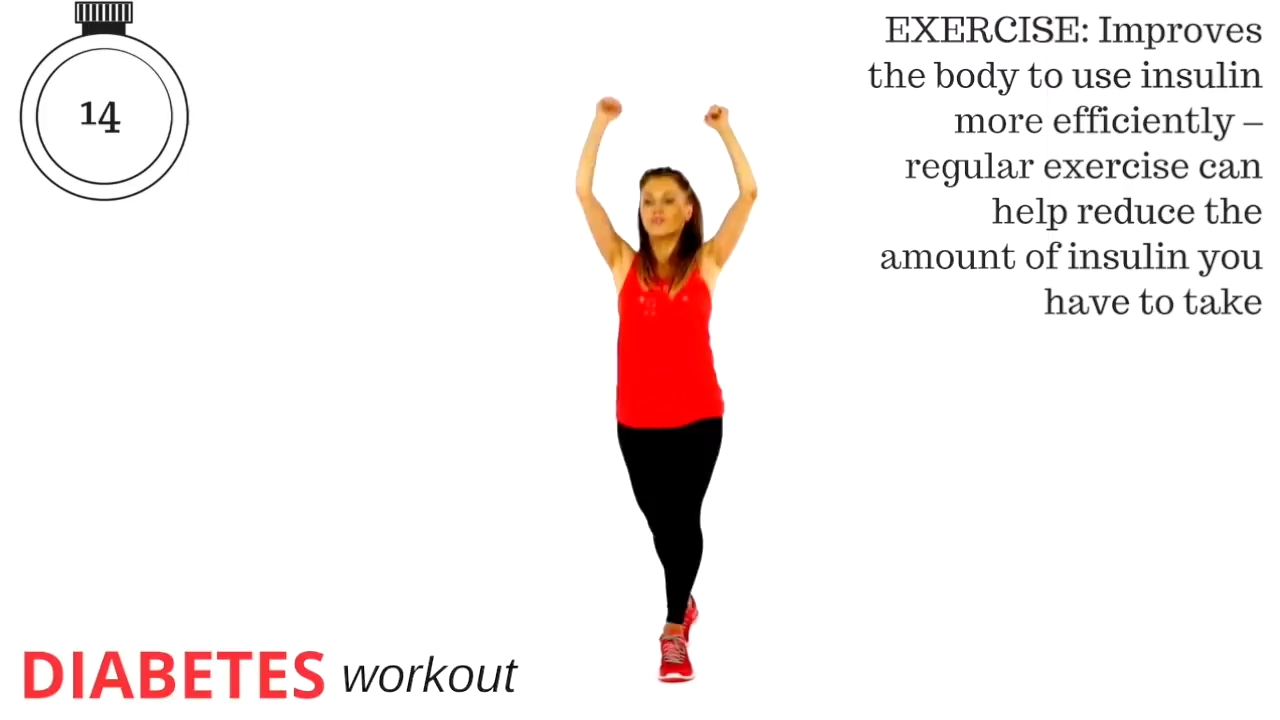 14
EXERCISE: Improves
the body to use insulin
more efficiently –
regular exercise can
help reduce the
amount of insulin you
have to take
DIABETES workout